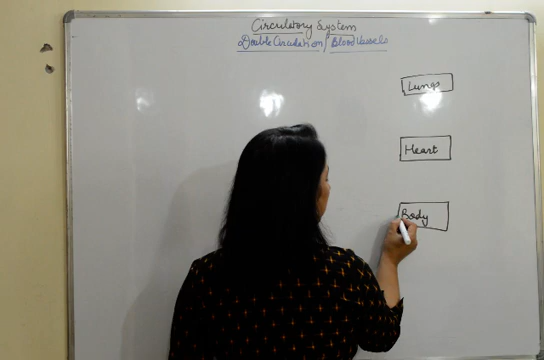 Circulatory System
Double Circulation / Blood Vessels
Lungs
Heart
Body